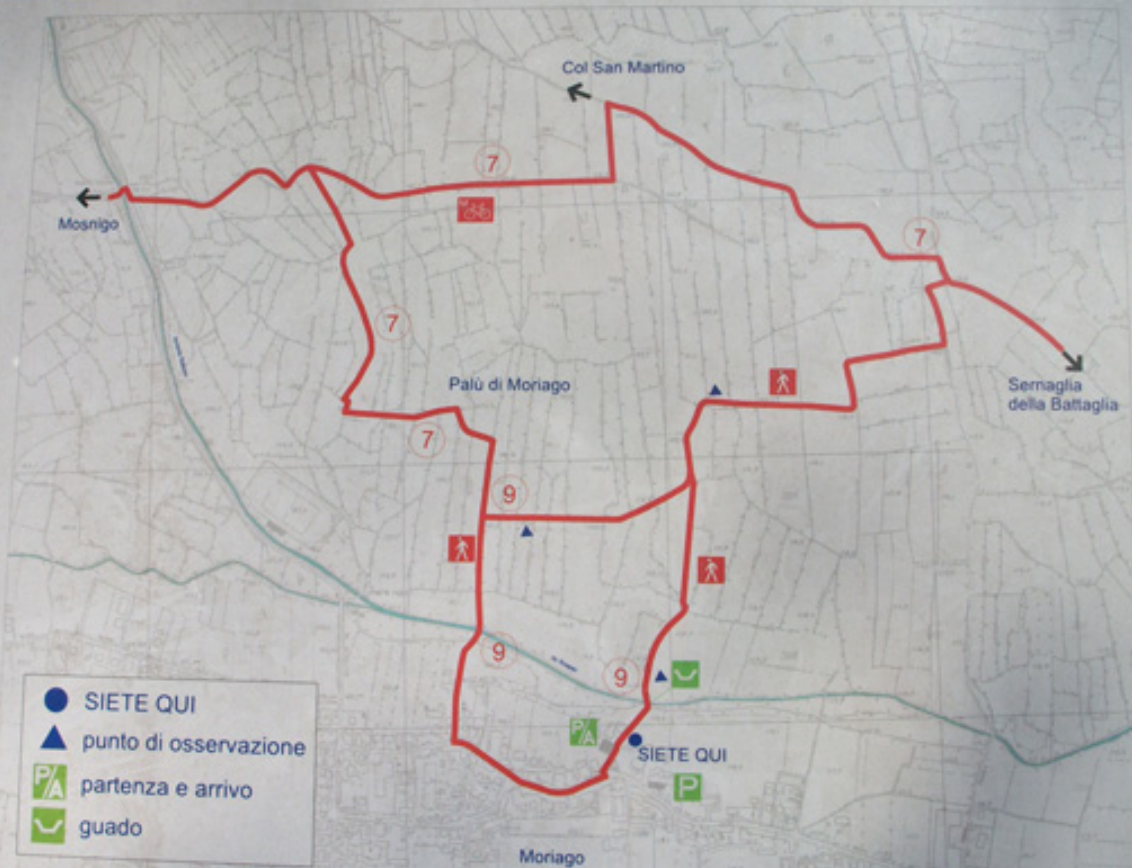 Col San Martino
7
Mosnigo
7
7
Palù di Moriago
Sernaglia
della Battaglia
7
9
9
9
P/A
SIETE QUI
P
Moriago
SIETE QUI
punto di osservazione
P/A partenza e arrivo
guado